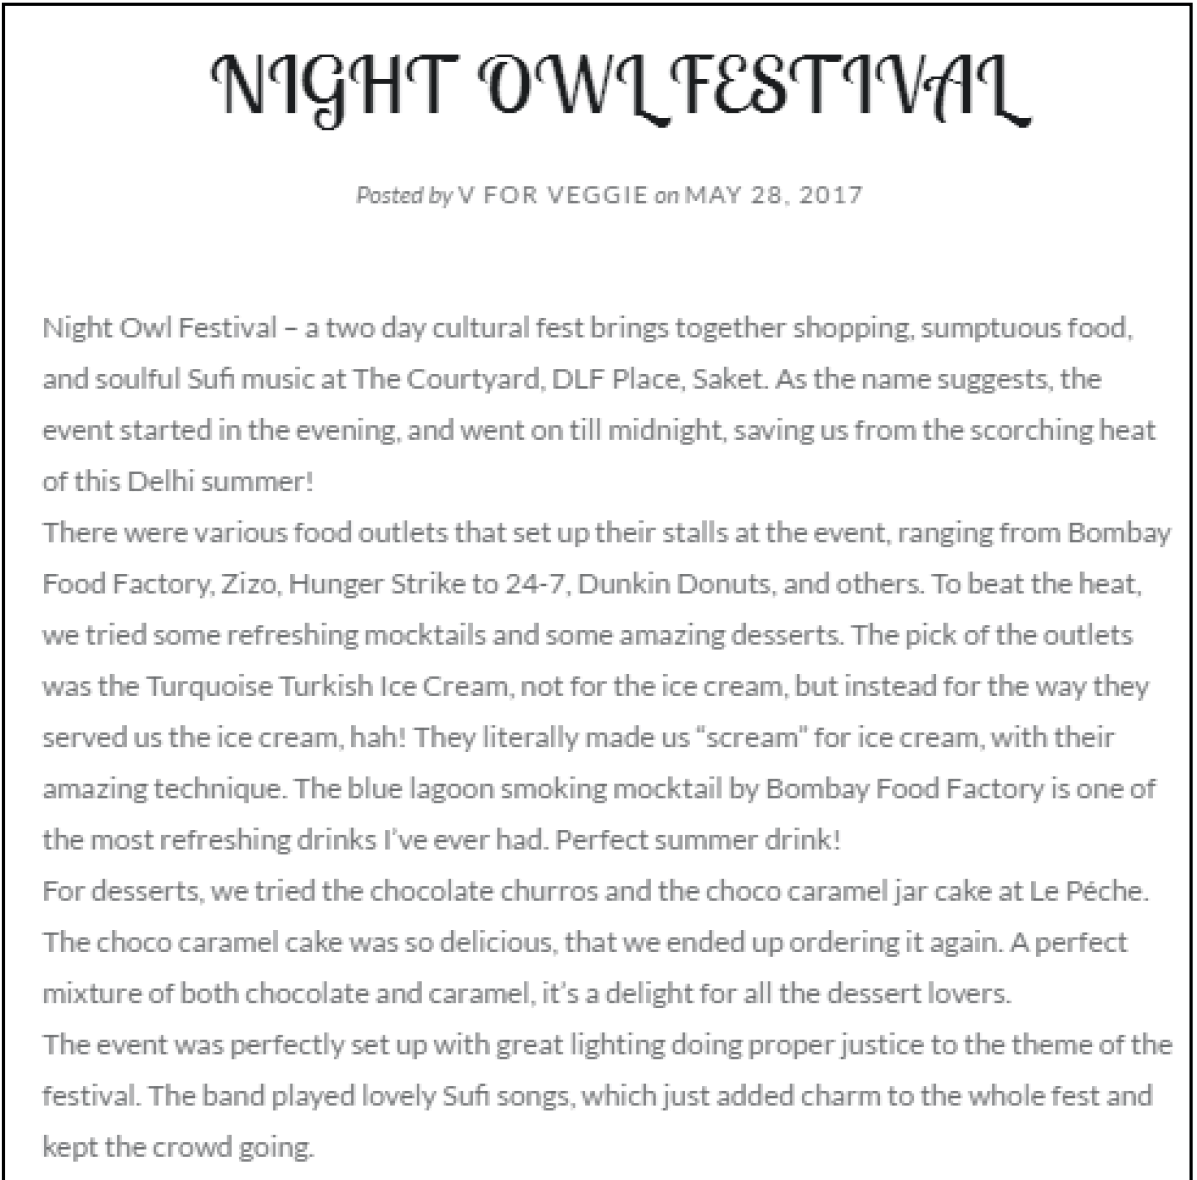 NIGHT OWL FESTIVAL
Posted by V FOR VEGGIE on MAY 28, 2017
Night Owl Festival – a two day cultural fest brings together shopping, sumptuous food,
and soulful Sufi music at The Courtyard, DLF Place, Saket. As the name suggests, the
event started in the evening, and went on till midnight, saving us from the scorching heat
of this Delhi summer!
There were various food outlets that set up their stalls at the event, ranging from Bombay
Food Factory, Zizo, Hunger Strike to 24-7, Dunkin Donuts, and others. To beat the heat,
we tried some refreshing mocktails and some amazing desserts. The pick of the outlets
was the Turquoise Turkish Ice Cream, not for the ice cream, but instead for the way they
served us the ice cream, hah! They literally made us “scream” for ice cream, with their
amazing technique. The blue lagoon smoking mocktail by Bombay Food Factory is one of
the most refreshing drinks I’ve ever had. Perfect summer drink!
For desserts, we tried the chocolate churros and the choco caramel jar cake at Le Péche.
The choco caramel cake was so delicious, that we ended up ordering it again. A perfect
mixture of both chocolate and caramel, it’s a delight for all the dessert lovers.
The event was perfectly set up with great lighting doing proper justice to the theme of the
festival. The band played lovely Sufi songs, which just added charm to the whole fest and
kept the crowd going.